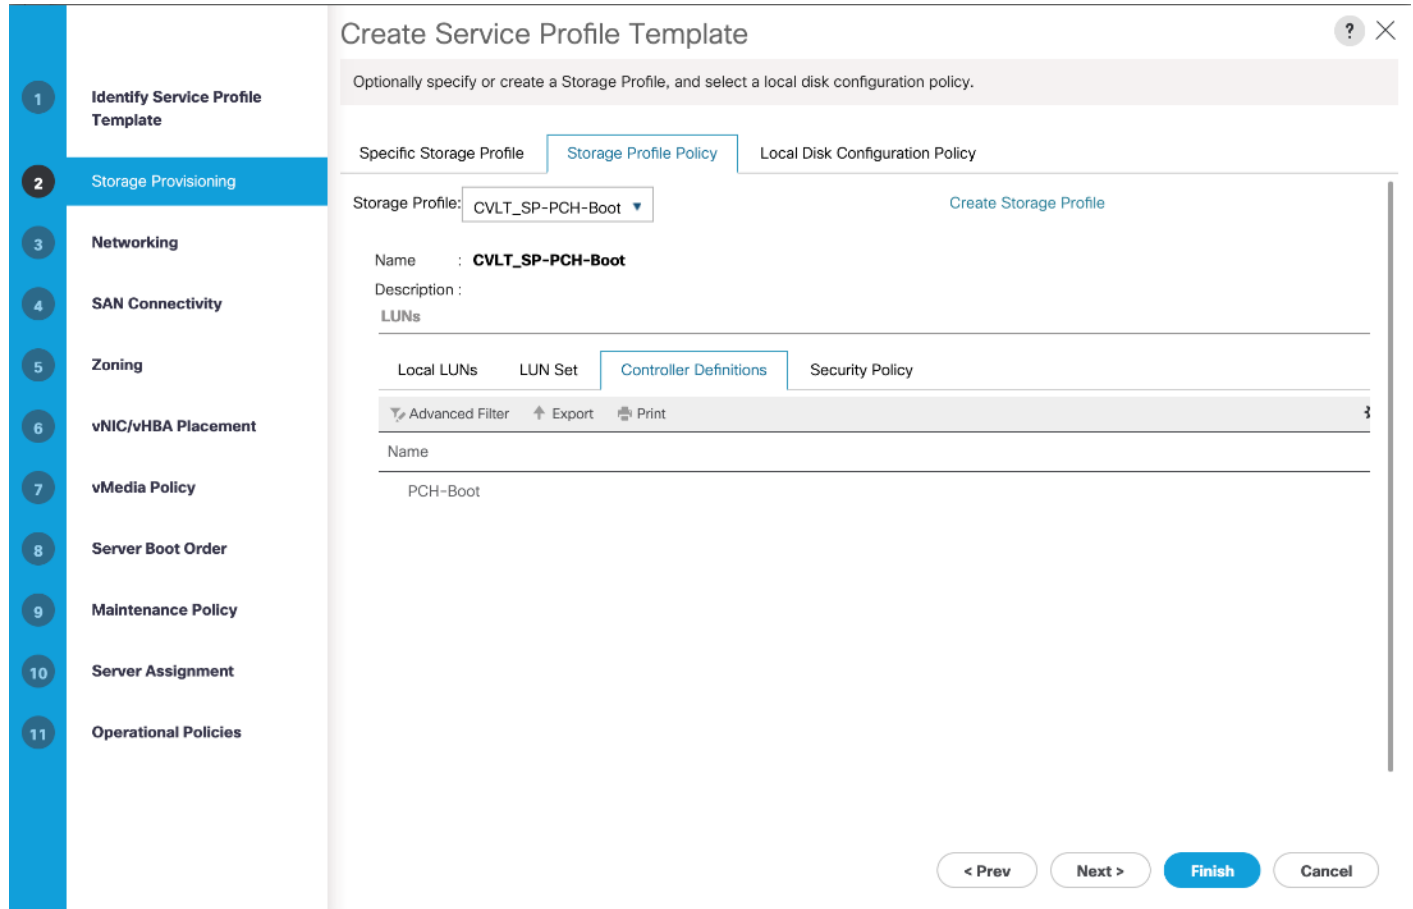 Create Service Profile Template
?
Optionally specify or create a Storage Profile, and select a local disk configuration policy.
1 Identify Service Profile
Template
2 Storage Provisioning
3 Networking
4 SAN Connectivity
5 Zoning
6 vNIC/vHBA Placement
7 vMedia Policy
8 Server Boot Order
9 Maintenance Policy
10 Server Assignment
11 Operational Policies
Specific Storage Profile Storage Profile Policy Local Disk Configuration Policy
Storage Profile: CVLT_SP-PCH-Boot Create Storage Profile
Name : CVLT_SP-PCH-Boot
Description :
LUNs
Local LUNs LUN Set Controller Definitions Security Policy
Advanced Filter Export Print
Name
PCH-Boot
< Prev Next > Finish Cancel